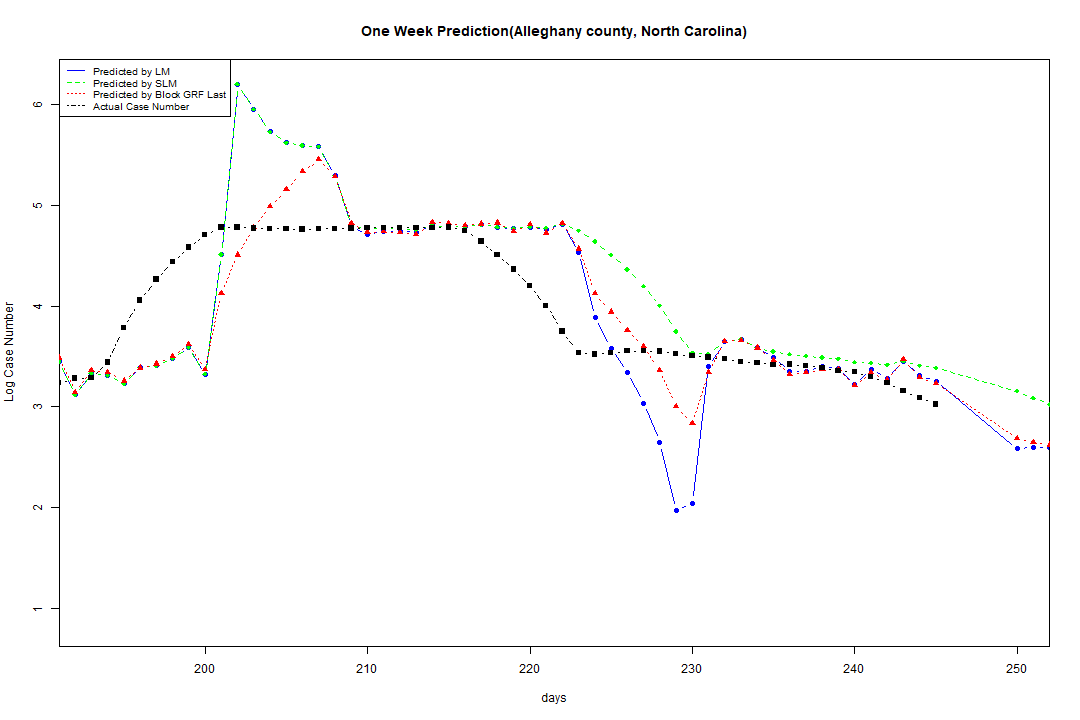 One Week Prediction(Alleghany county, North Carolina)
Predicted by LM
Predicted by SLM
Predicted by Block GRF Last
Actual Case Number
6
5
4
3
2
1
Log Case Number
200 210 220 230 240 250
days